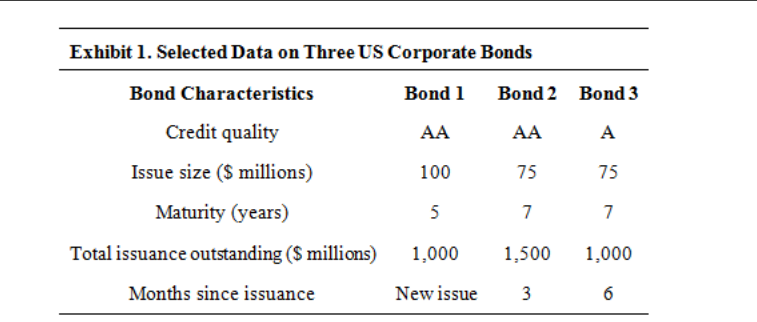 Exhibit 1. Selected Data on Three US Corporate Bonds
Bond Characteristics Bond 1 Bond 2 Bond 3
Credit quality AA AA A
Issue size ($ millions) 100 75 75
Maturity (years) 5 7 7
Total issuance outstanding ($ millions) 1,000 1,500 1,000
Months since issuance New issue 3 6